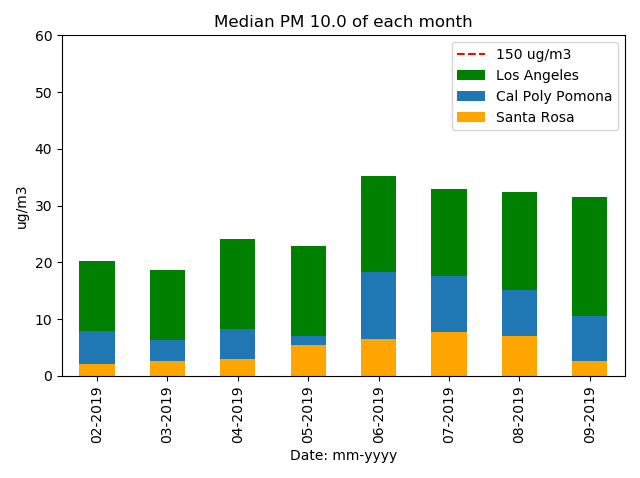 Median PM 10.0 of each month
60
50
40
30
20
10
0
ug/m3
150 ug/m3
Los Angeles
Cal Poly Pomona
Santa Rosa
02-2019
03-2019
04-2019
05-2019
06-2019
07-2019
08-2019
09-2019
Date: mm-yyyy